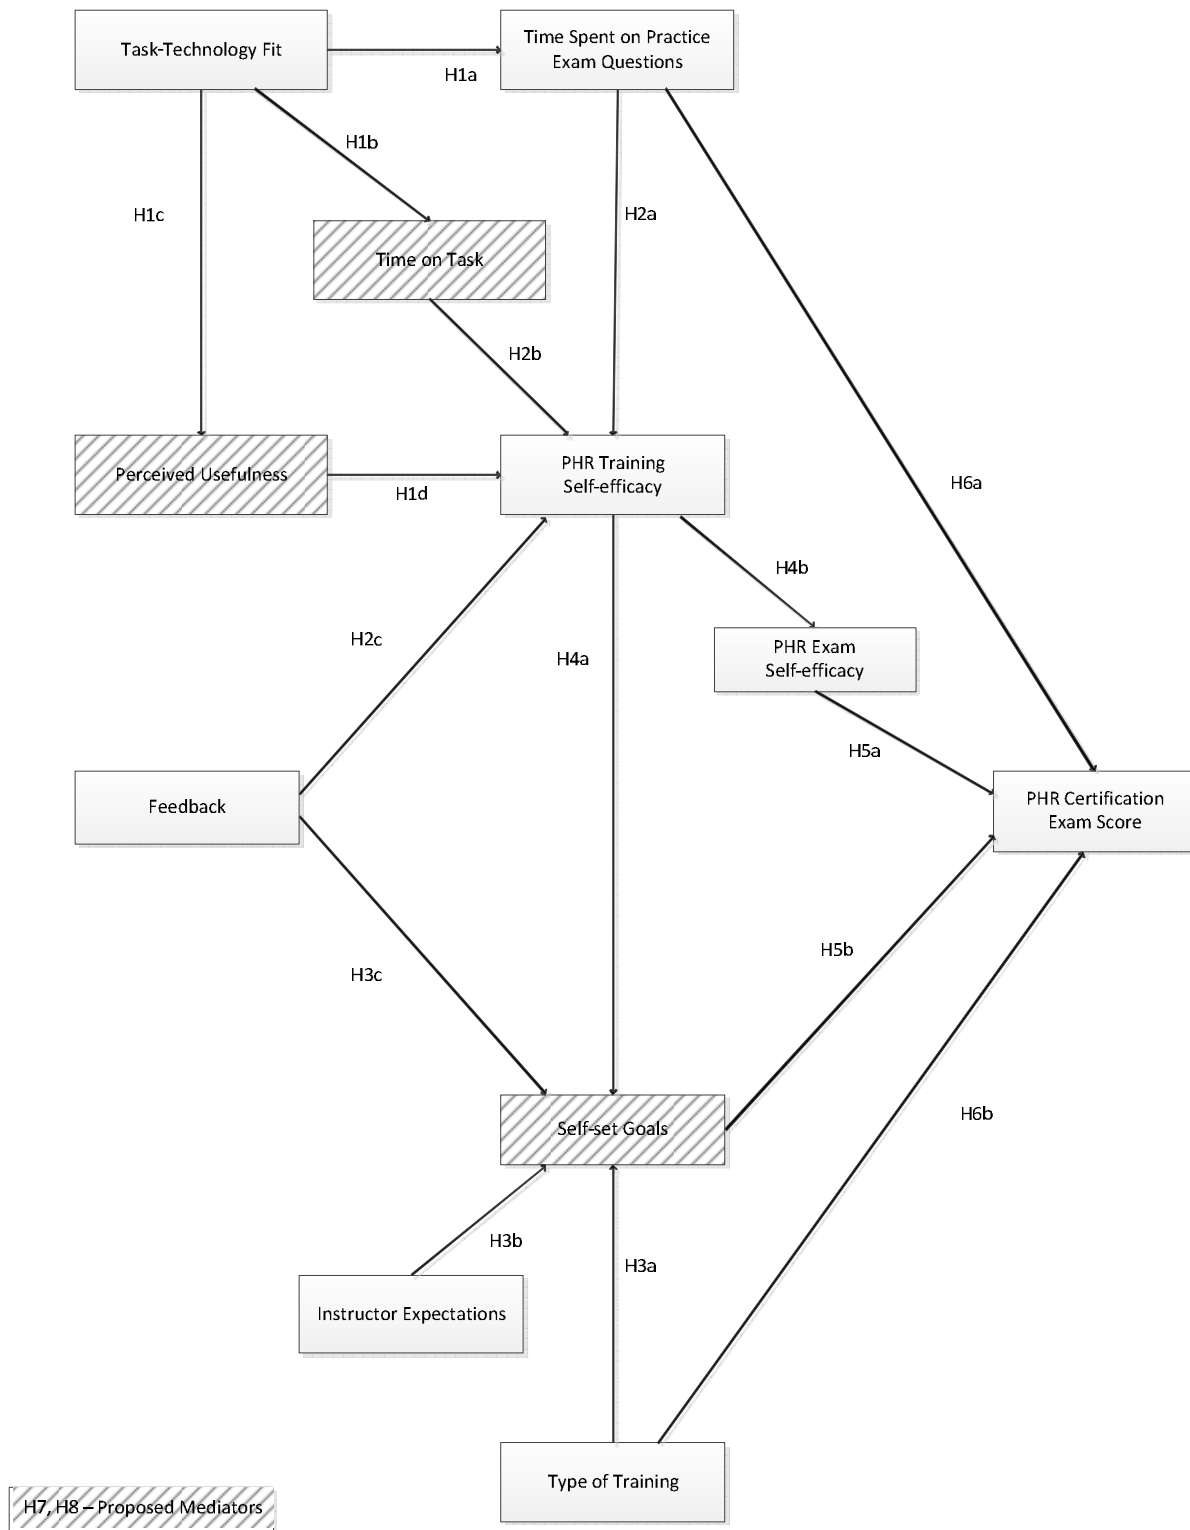 Task-Technology Fit
Time Spent on Practice
Exam Questions
H1a
H1b
H1c
H2a
Time on Task
H2b
Perceived Usefulness
H1d
PHR Training
Self-efficacy
H6a
H4b
H2c
H4a
PHR Exam
Self-efficacy
H5a
Feedback
PHR Certification
Exam Score
H5b
H3c
H6b
Self-set Goals
H3b
H3a
Instructor Expectations
Type of Training
H7, H8 – Proposed Mediators